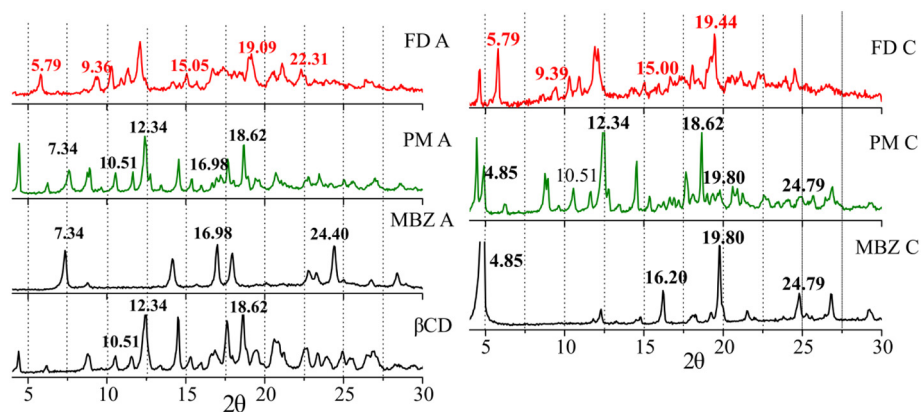 5.79 9.36 15.05 19.09 22.31 FD A
7.34 10.51 12.34 16.98 18.62 PM A
7.34 16.98 24.40 MBZ A
10.51 12.34 18.62 βCD
5 10 15 20 25 30
2θ
5.79 9.39 15.00 19.44 FD C
4.85 10.51 12.34 18.62 19.80 24.79 PM C
4.85 16.20 19.80 24.79 MBZ C
5 10 15 20 25 30
2θ